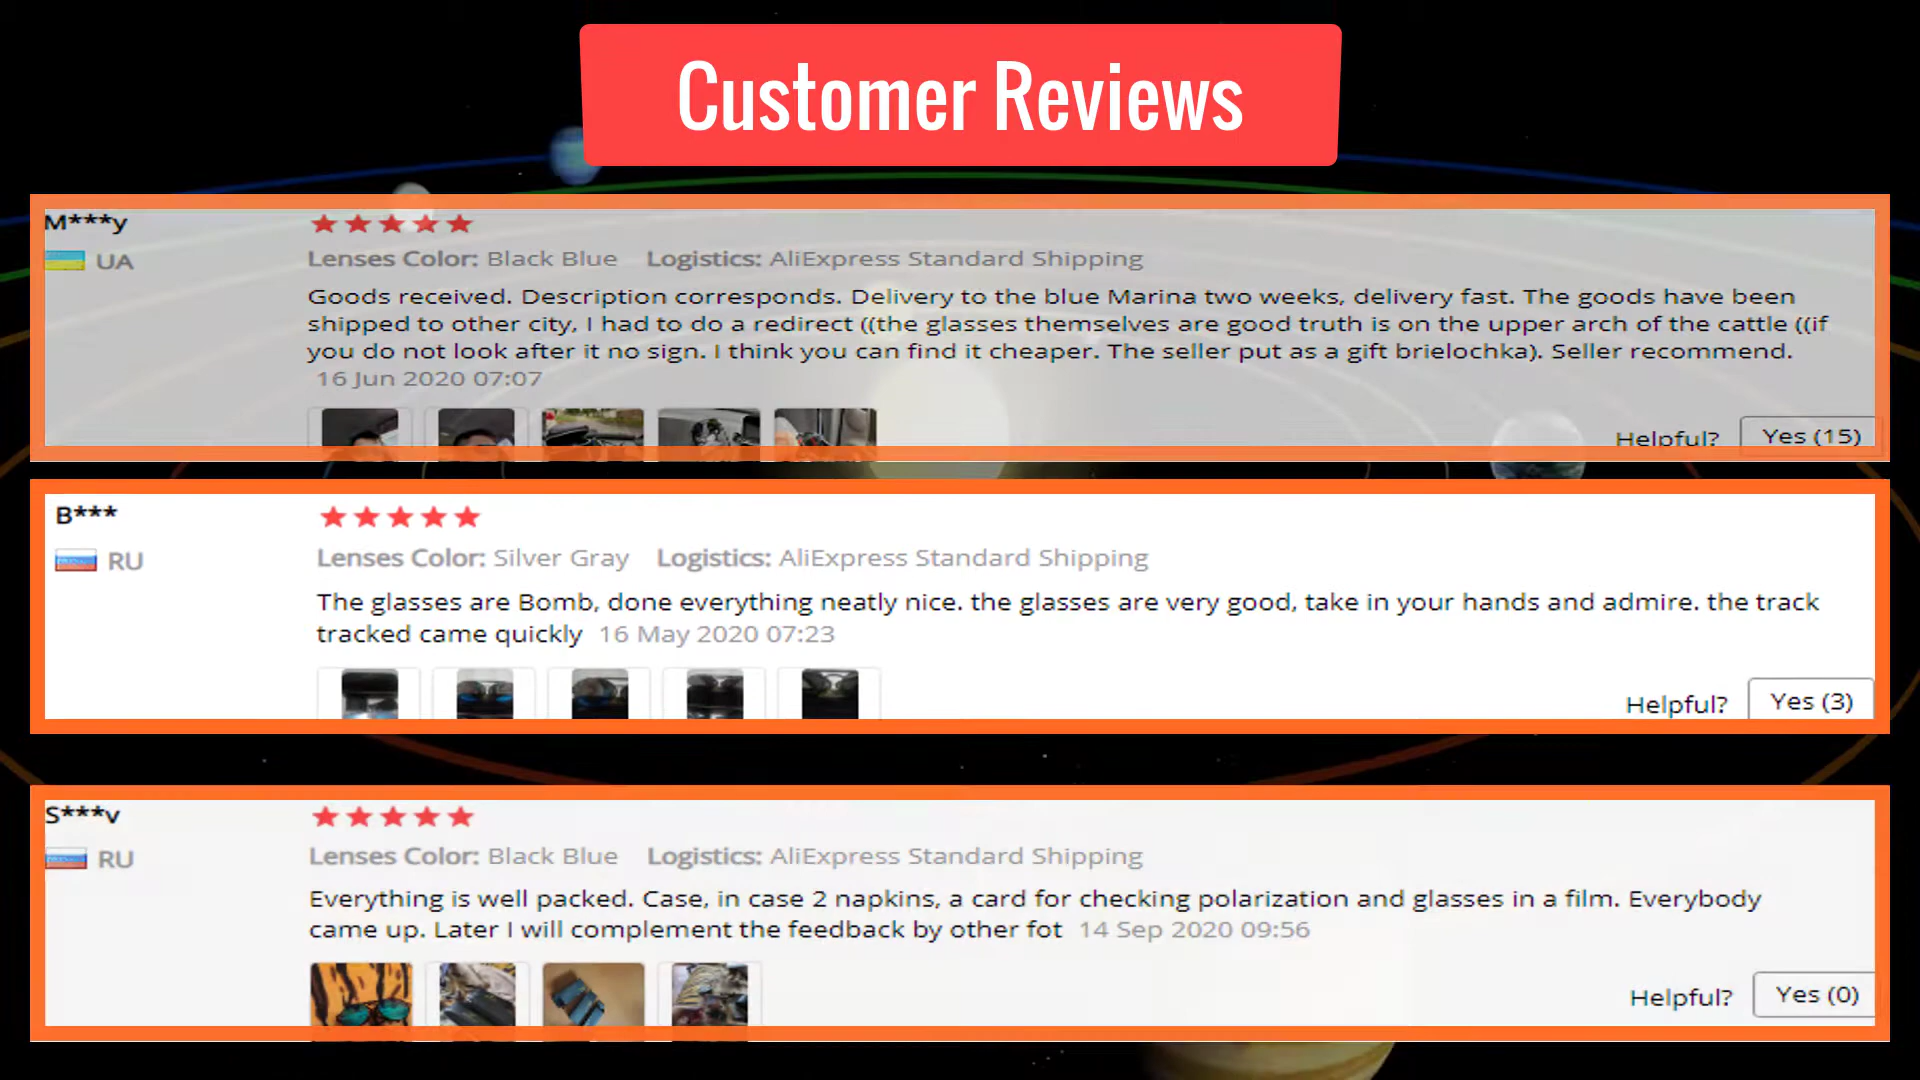 Customer Reviews
M***y
UA
Lenses Color: Black Blue Logistics: AliExpress Standard Shipping
Goods received. Description corresponds. Delivery to the blue Marina two weeks, delivery fast. The goods have been
shipped to other city, I had to do a redirect ((the glasses themselves are good truth is on the upper arch of the cattle ((if
you do not look after it no sign. I think you can find it cheaper. The seller put as a gift brielochka). Seller recommend.
16 Jun 2020 07:07
Helpful? Yes (15)
B***
RU
Lenses Color: Silver Gray Logistics: AliExpress Standard Shipping
The glasses are Bomb, done everything neatly nice. the glasses are very good, take in your hands and admire. the track
tracked came quickly 16 May 2020 07:23
Helpful? Yes (3)
S***v
RU
Lenses Color: Black Blue Logistics: AliExpress Standard Shipping
Everything is well packed. Case, in case 2 napkins, a card for checking polarization and glasses in a film. Everybody
came up. Later I will complement the feedback by other fot 14 Sep 2020 09:56
Helpful? Yes (0)